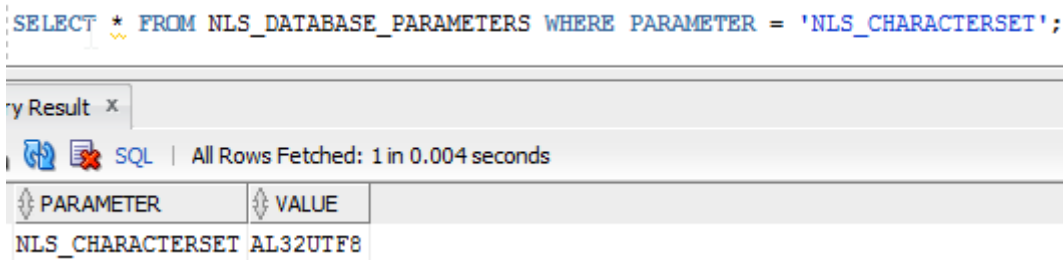 SELECT * FROM NLS_DATABASE_PARAMETERS WHERE PARAMETER = 'NLS_CHARACTERSET';
ry Result x
SQL | All Rows Fetched: 1 in 0.004 seconds
PARAMETER VALUE
NLS_CHARACTERSET AL32UTF8